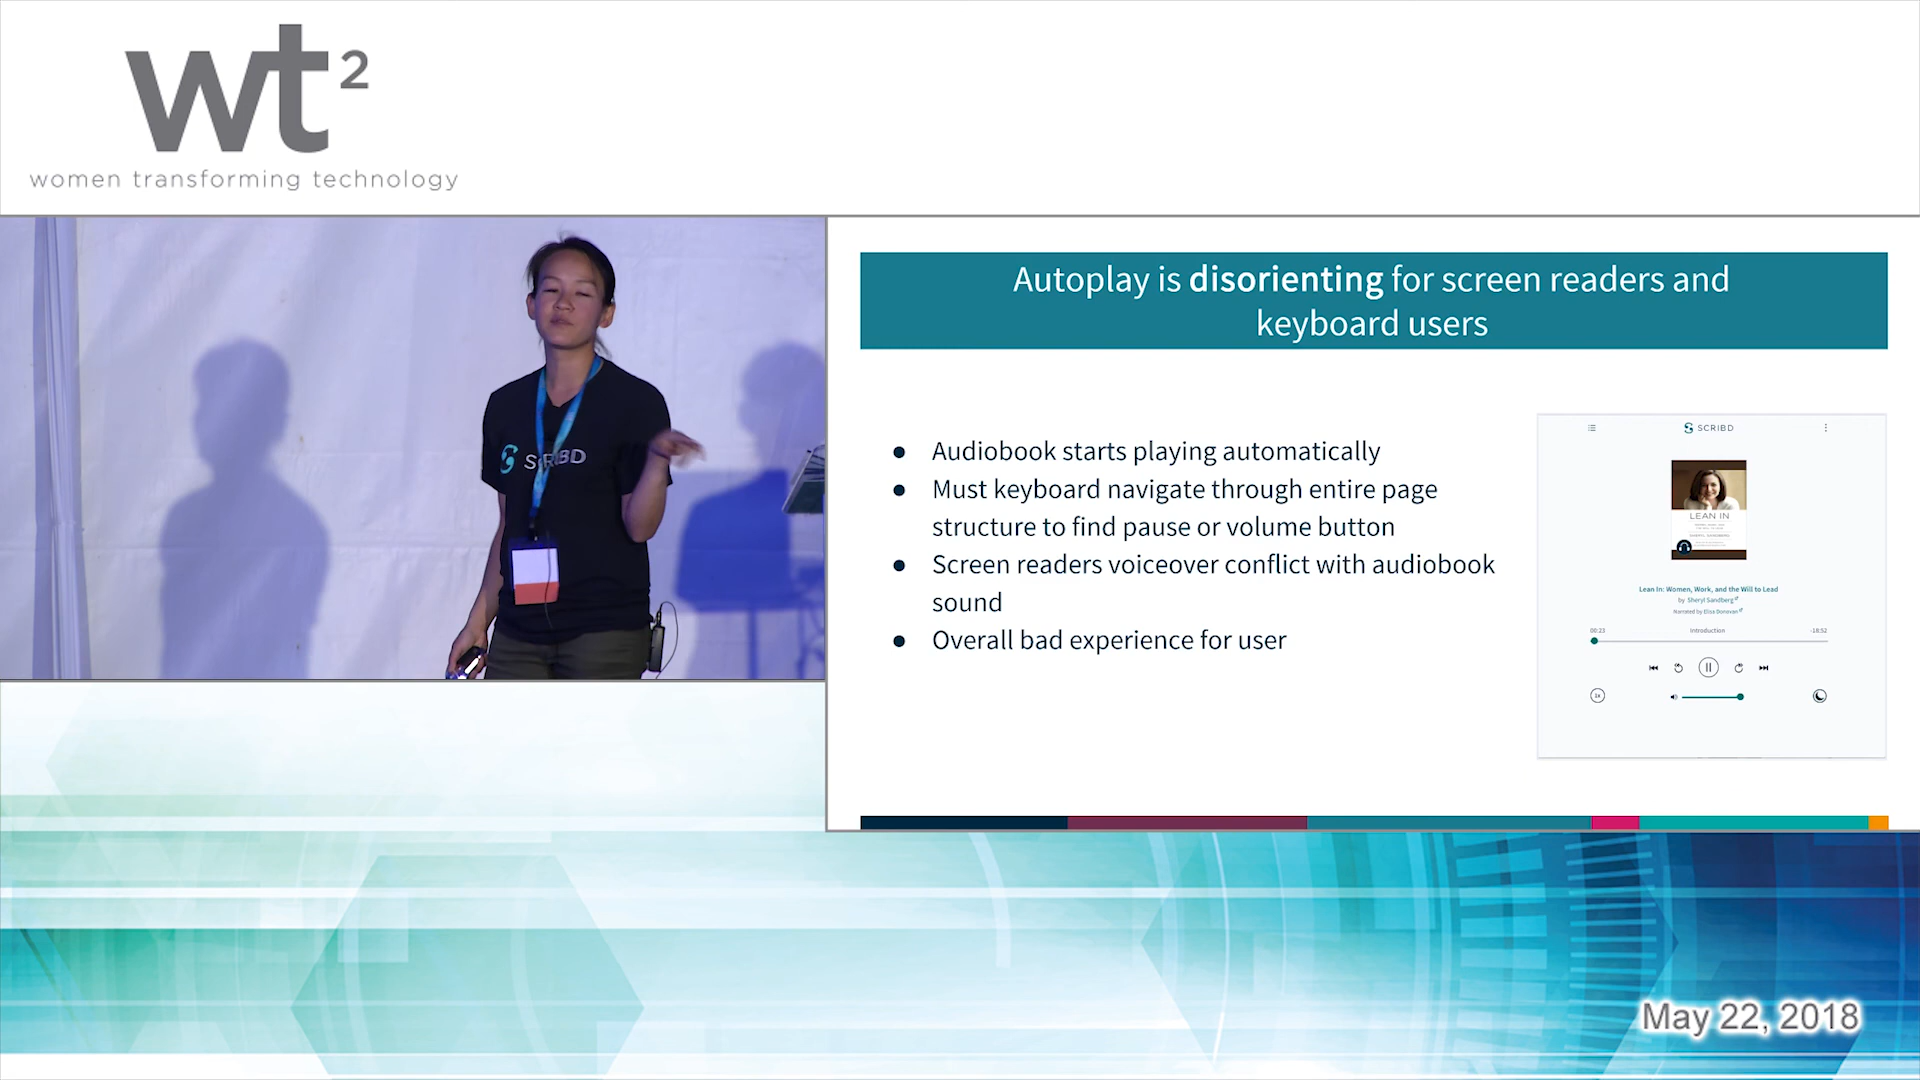 wt2
women transforming technology
SCRIBD
Autoplay is disorienting for screen readers and
keyboard users
● Audiobook starts playing automatically
● Must keyboard navigate through entire page
structure to find pause or volume button
● Screen readers voiceover conflict with audiobook
sound
● Overall bad experience for user
SCRIBD
LEAN IN
SHERYL SANDBERG
Lean In: Women, Work, and the Will to Lead
by Sheryl Sandberg
Narrated by Elisa Donovan
00:23 Introduction -18:52
1x
May 22, 2018